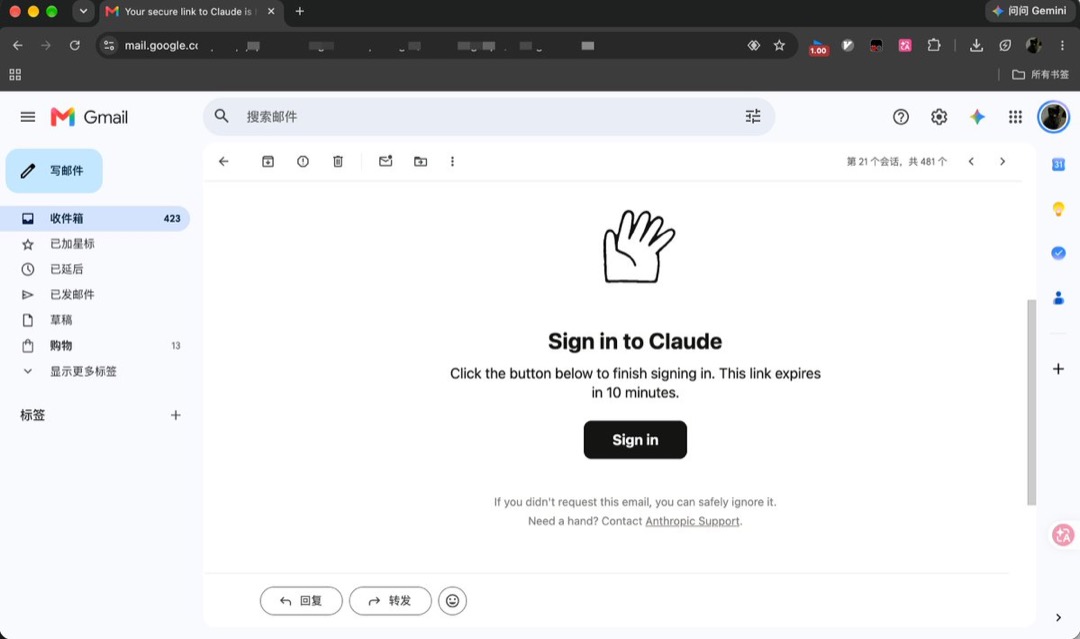 Your secure link to Claude is
问问 Gemini
mail.google.cc
1.00
所有书签
Gmail
搜索邮件
31
写邮件
第 21 个会话，共 481 个
收件箱 423
已加星标
已延后
已发邮件
草稿
购物 13
显示更多标签
标签
Sign in to Claude
Click the button below to finish signing in. This link expires
in 10 minutes.
Sign in
If you didn't request this email, you can safely ignore it.
Need a hand? Contact Anthropic Support.
回复
转发